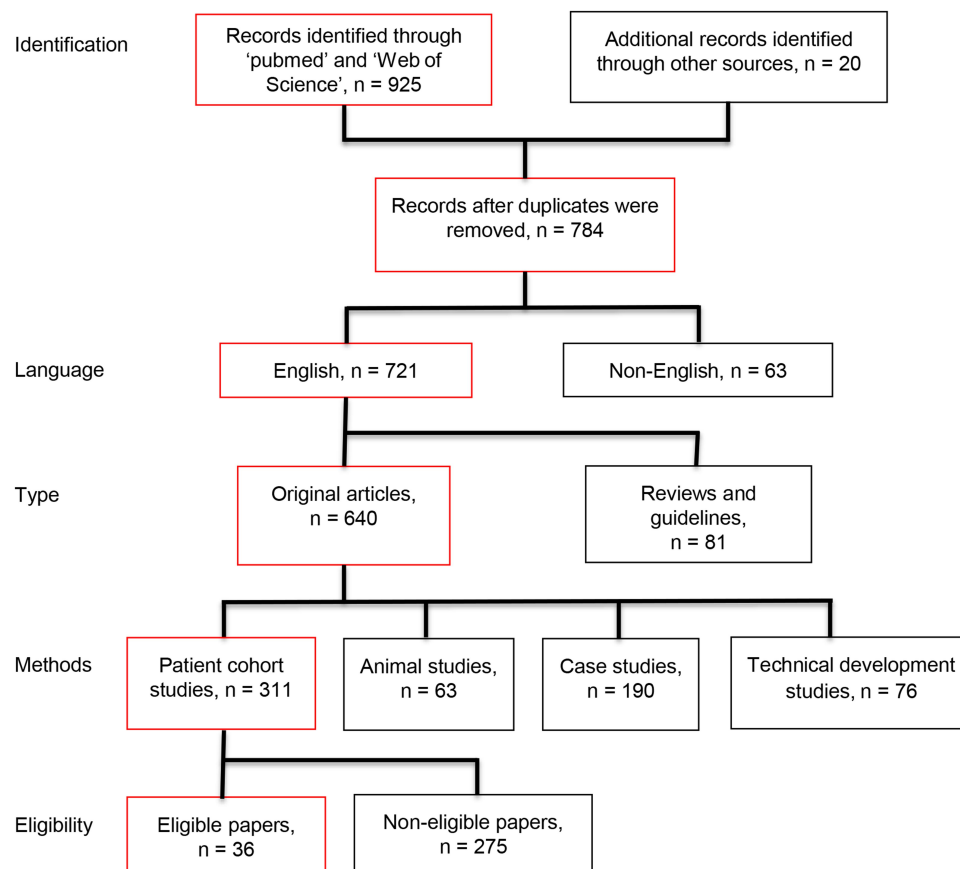 Identification
Records identified through
‘pubmed’ and ‘Web of
Science’, n = 925
Additional records identified
through other sources, n = 20
Records after duplicates were
removed, n = 784
Language
English, n = 721
Non-English, n = 63
Type
Original articles,
n = 640
Reviews and
guidelines,
n = 81
Methods
Patient cohort
studies, n = 311
Animal studies,
n = 63
Case studies,
n = 190
Technical development
studies, n = 76
Eligibility
Eligible papers,
n = 36
Non-eligible papers,
n = 275